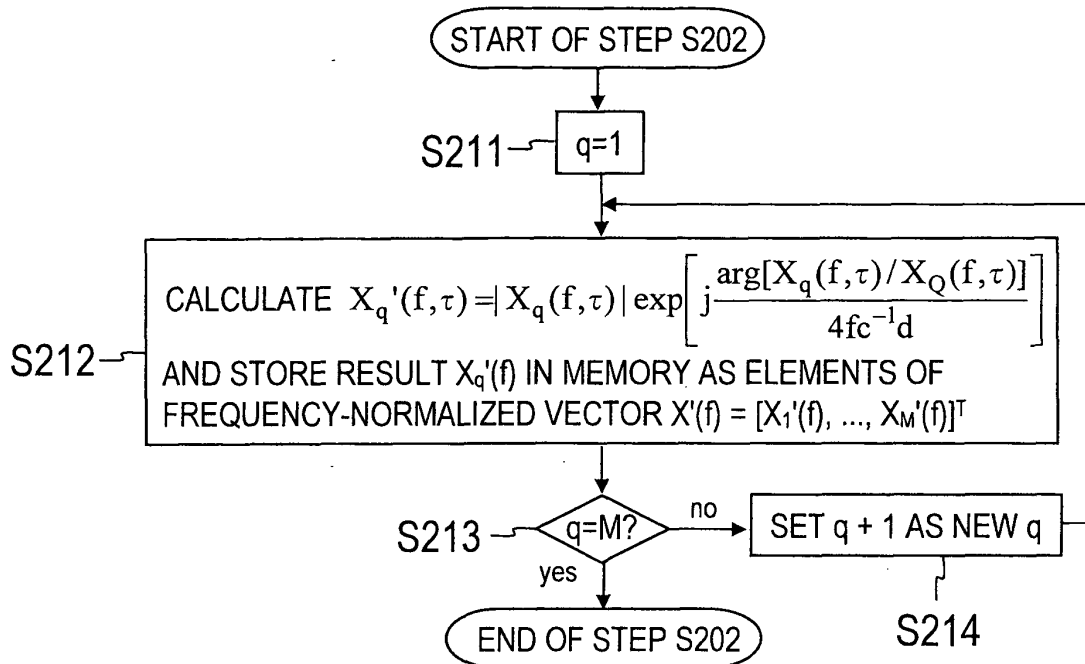 START OF STEP S202
S211
q=1
CALCULATE X_q'(f,τ) =| X_q(f,τ) | exp[ j arg[X_q(f,τ) / X_Q(f,τ)] / 4fc⁻¹d ]
S212
AND STORE RESULT X_q'(f) IN MEMORY AS ELEMENTS OF
FREQUENCY-NORMALIZED VECTOR X'(f) = [X₁'(f), ..., X_M'(f)]ᵀ
S213
q=M?
no
SET q + 1 AS NEW q
yes
S214
END OF STEP S202